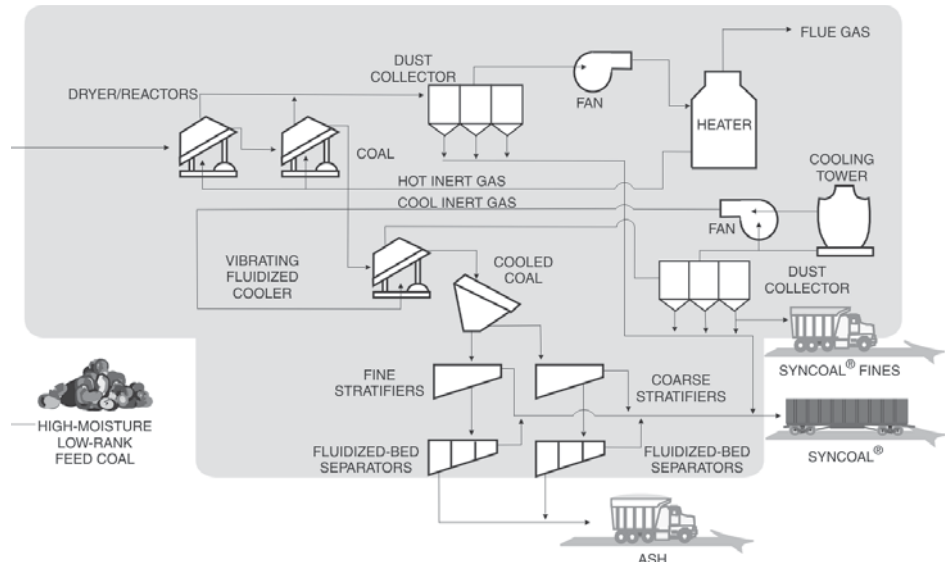 FLUE GAS
DUST
COLLECTOR
FAN
DRYER/REACTORS
HEATER
COAL
COOLING
TOWER
HOT INERT GAS
COOL INERT GAS
FAN
VIBRATING
FLUIDIZED
COOLER
COOLED
COAL
DUST
COLLECTOR
SYNCOAL® FINES
FINE
STRATIFIERS
COARSE
STRATIFIERS
HIGH-MOISTURE
LOW-RANK
FEED COAL
FLUIDIZED-BED
SEPARATORS
FLUIDIZED-BED
SEPARATORS
SYNCOAL®
ASH